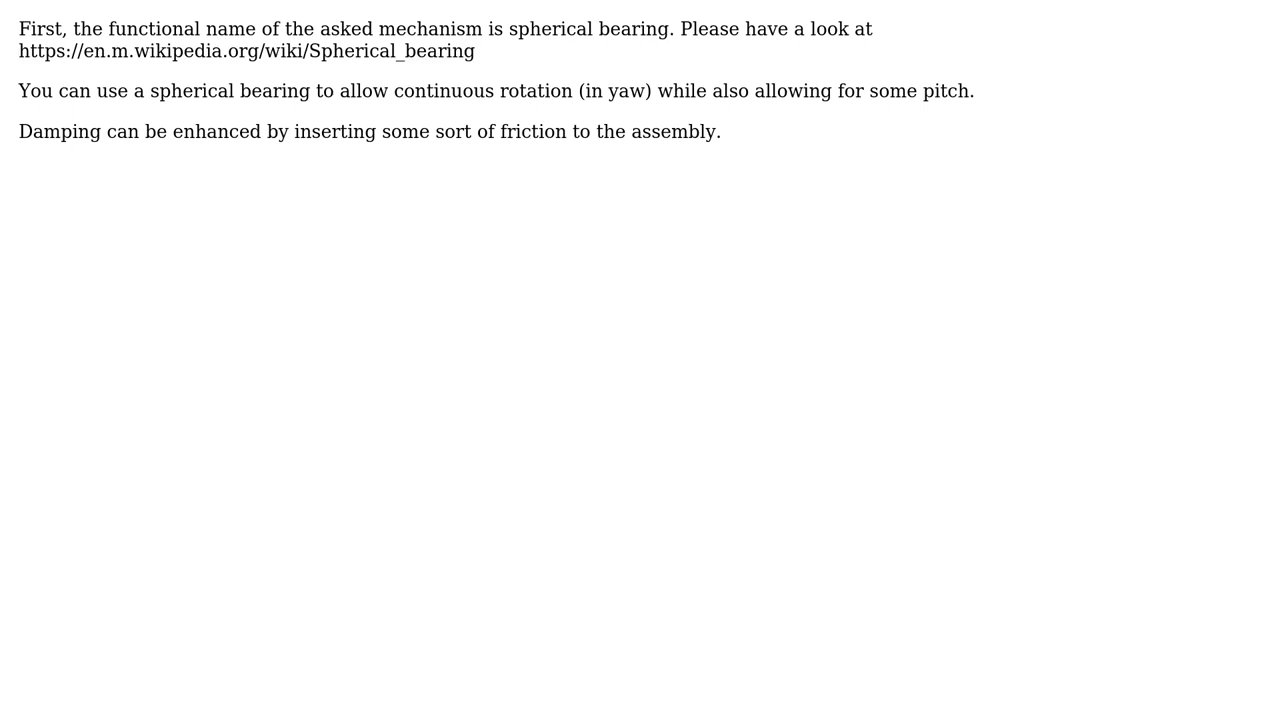 First, the functional name of the asked mechanism is spherical bearing. Please have a look at
https://en.m.wikipedia.org/wiki/Spherical_bearing
You can use a spherical bearing to allow continuous rotation (in yaw) while also allowing for some pitch.
Damping can be enhanced by inserting some sort of friction to the assembly.